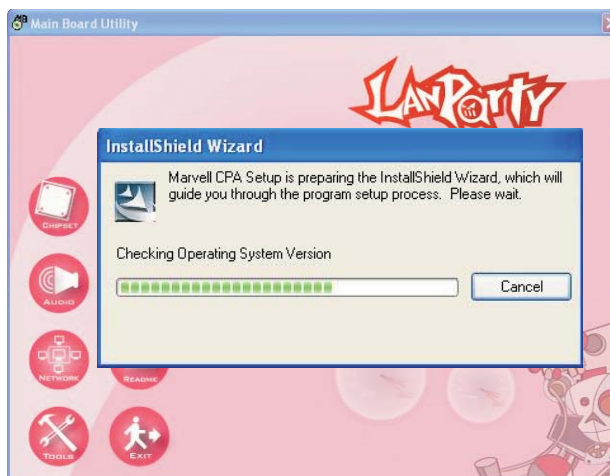 Main Board Utility
LANPARTY
InstallShield Wizard
Marvell CPA Setup is preparing the InstallShield Wizard, which will
guide you through the program setup process. Please wait.
Checking Operating System Version
Cancel
CHIPSET
AUDIO
NETWORK
README
TOOLS
EXIT